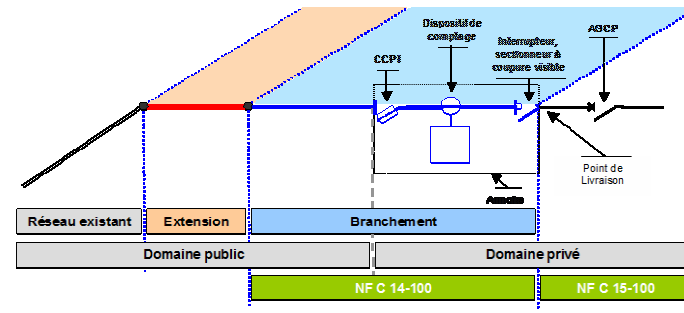 Dispositif de
comptage
Interrupteur,
sectionneur à
coupure visible
AGCP
CCPI
Point de
Livraison
Réseau existant
Extension
Branchement
Domaine public
Domaine privé
NF C 14-100
NF C 15-100